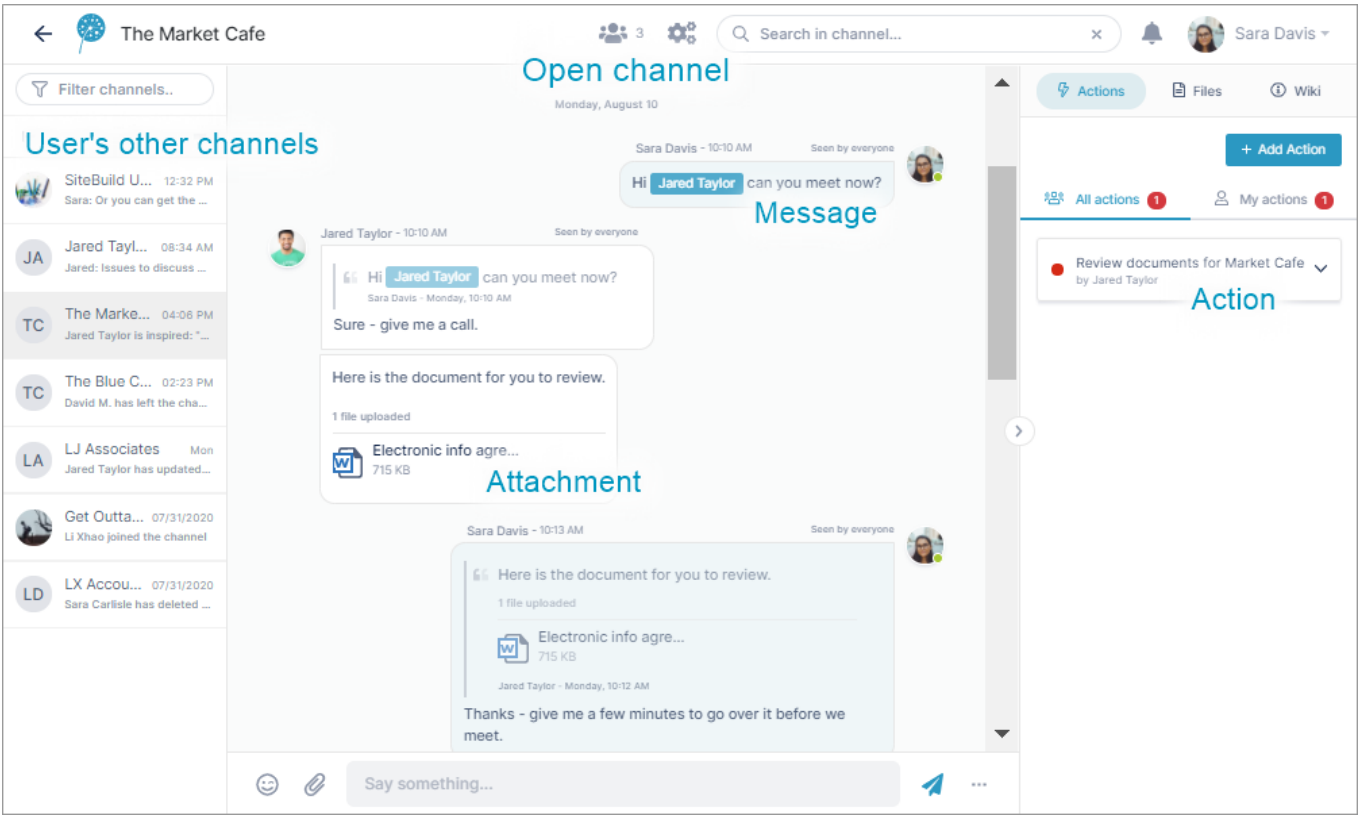 The Market Cafe
3
Search in channel...
Sara Davis
Filter channels..
User's other channels
SiteBuild U... 12:32 PM
Sara: Or you can get the ...
JA
Jared Tayl... 08:34 AM
Jared: Issues to discuss ...
TC
The Marke... 04:06 PM
Jared Taylor is inspired: "...
TC
The Blue C... 02:23 PM
David M. has left the cha...
LA
LJ Associates Mon
Jared Taylor has updated...
Get Outta... 07/31/2020
Li Xhao joined the channel
LD
LX Accou... 07/31/2020
Sara Carlisle has deleted ...
Open channel
Monday, August 10
Sara Davis - 10:10 AM Seen by everyone
Hi Jared Taylor can you meet now?
Message
Jared Taylor - 10:10 AM Seen by everyone
Hi Jared Taylor can you meet now?
Sara Davis - Monday, 10:10 AM
Sure - give me a call.
Here is the document for you to review.
1 file uploaded
Electronic info agre...
715 KB
Attachment
Sara Davis - 10:13 AM Seen by everyone
Here is the document for you to review.
1 file uploaded
Electronic info agre...
715 KB
Jared Taylor - Monday, 10:12 AM
Thanks - give me a few minutes to go over it before we
meet.
Say something...
Actions Files Wiki
+ Add Action
All actions 1 My actions 1
Review documents for Market Cafe
by Jared Taylor
Action